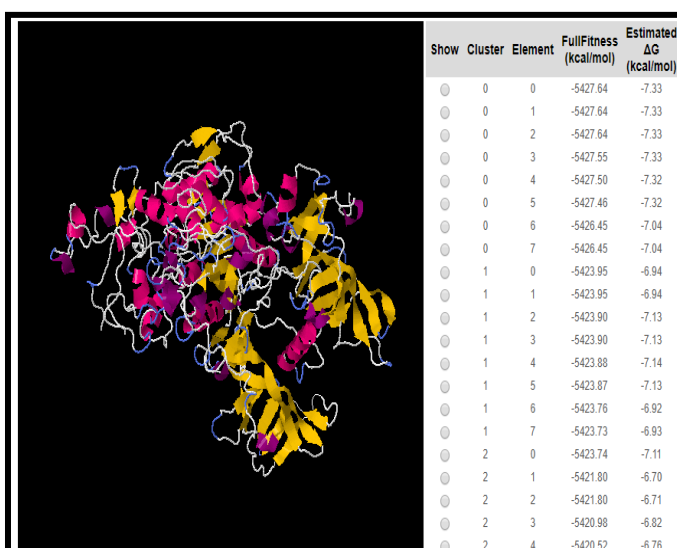 Show Cluster Element FullFitness (kcal/mol) Estimated ΔG (kcal/mol)
0 0 -5427.64 -7.33
0 1 -5427.64 -7.33
0 2 -5427.64 -7.33
0 3 -5427.55 -7.33
0 4 -5427.50 -7.32
0 5 -5427.46 -7.32
0 6 -5426.45 -7.04
0 7 -5426.45 -7.04
1 0 -5423.95 -6.94
1 1 -5423.95 -6.94
1 2 -5423.90 -7.13
1 3 -5423.90 -7.13
1 4 -5423.88 -7.14
1 5 -5423.87 -7.13
1 6 -5423.76 -6.92
1 7 -5423.73 -6.93
2 0 -5423.74 -7.11
2 1 -5421.80 -6.70
2 2 -5421.80 -6.71
2 3 -5420.98 -6.82
2 4 -5420.52 -6.76